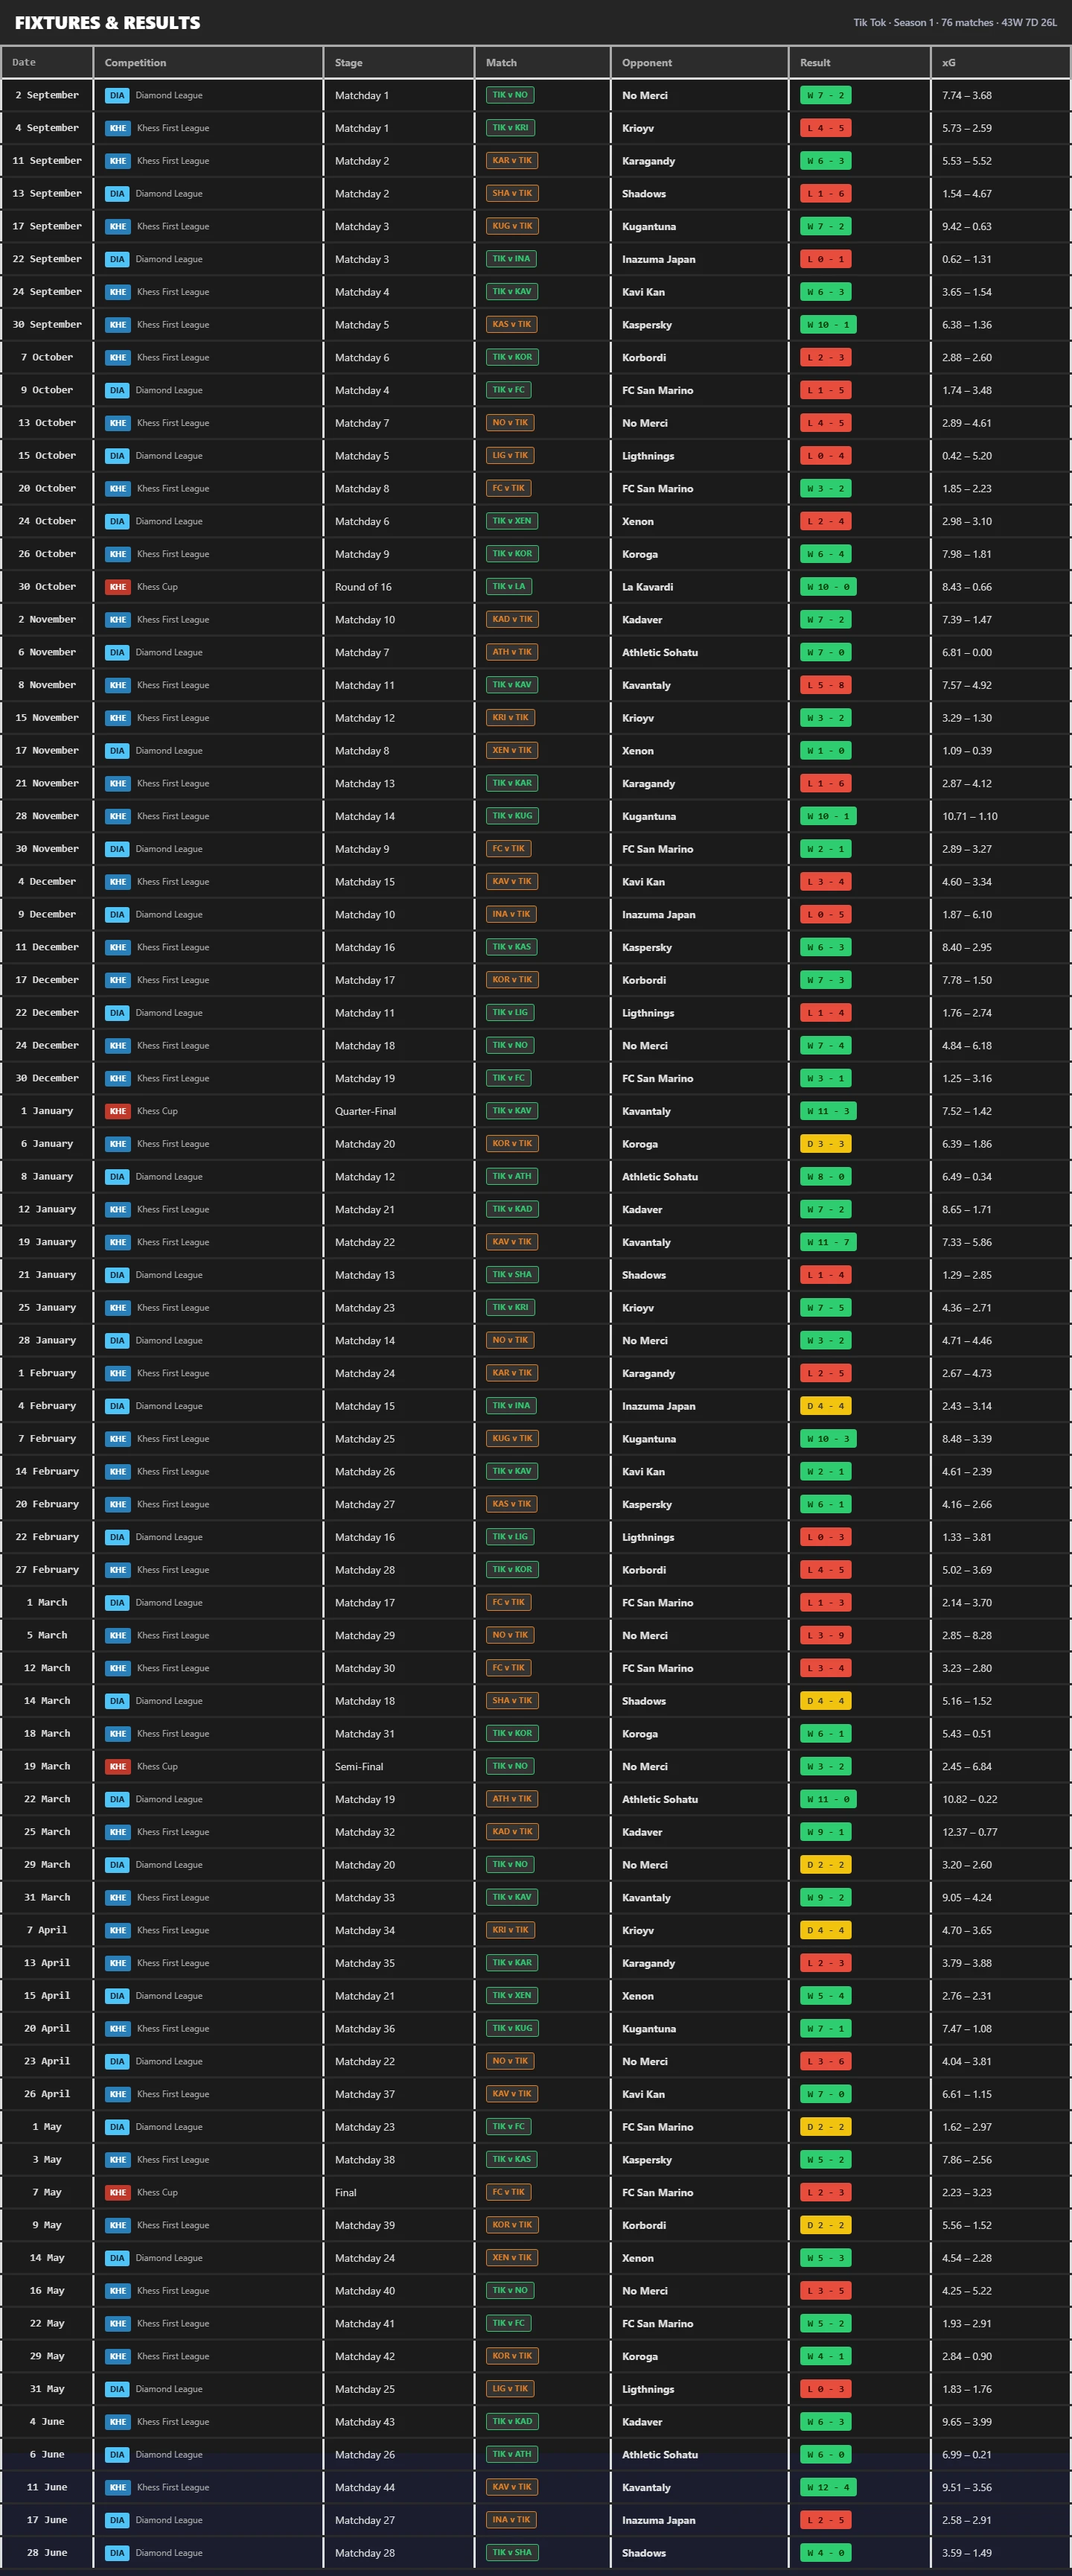 FIXTURES & RESULTS
Tik Tok · Season 1 · 76 matches · 43W 7D 26L
Date Competition Stage Match Opponent Result xG
2 September DIA Diamond League Matchday 1 TIK v NO No Merci W 7 - 2 7.74 – 3.68
4 September KHE Khess First League Matchday 1 TIK v KRI Krioyv L 4 - 5 5.73 – 2.59
11 September KHE Khess First League Matchday 2 KAR v TIK Karagandy W 6 - 3 5.53 – 5.52
13 September DIA Diamond League Matchday 2 SHA v TIK Shadows L 1 - 6 1.54 – 4.67
17 September KHE Khess First League Matchday 3 KUG v TIK Kugantuna W 7 - 2 9.42 – 0.63
22 September DIA Diamond League Matchday 3 TIK v INA Inazuma Japan L 0 - 1 0.62 – 1.31
24 September KHE Khess First League Matchday 4 TIK v KAV Kavi Kan W 6 - 3 3.65 – 1.54
30 September KHE Khess First League Matchday 5 KAS v TIK Kaspersky W 10 - 1 6.38 – 1.36
7 October KHE Khess First League Matchday 6 TIK v KOR Korbordi L 2 - 3 2.88 – 2.60
9 October DIA Diamond League Matchday 4 TIK v FC FC San Marino L 1 - 5 1.74 – 3.48
13 October KHE Khess First League Matchday 7 NO v TIK No Merci L 4 - 5 2.89 – 4.61
15 October DIA Diamond League Matchday 5 LIG v TIK Ligthnings L 0 - 4 0.42 – 5.20
20 October KHE Khess First League Matchday 8 FC v TIK FC San Marino W 3 - 2 1.85 – 2.23
24 October DIA Diamond League Matchday 6 TIK v XEN Xenon L 2 - 4 2.98 – 3.10
26 October KHE Khess First League Matchday 9 TIK v KOR Koroga W 6 - 4 7.98 – 1.81
30 October KHE Khess Cup Round of 16 TIK v LA La Kavardi W 10 - 0 8.43 – 0.66
2 November KHE Khess First League Matchday 10 KAD v TIK Kadaver W 7 - 2 7.39 – 1.47
6 November DIA Diamond League Matchday 7 ATH v TIK Athletic Sohatu W 7 - 0 6.81 – 0.00
8 November KHE Khess First League Matchday 11 TIK v KAV Kavantaly L 5 - 8 7.57 – 4.92
15 November KHE Khess First League Matchday 12 KRI v TIK Krioyv W 3 - 2 3.29 – 1.30
17 November DIA Diamond League Matchday 8 XEN v TIK Xenon W 1 - 0 1.09 – 0.39
21 November KHE Khess First League Matchday 13 TIK v KAR Karagandy L 1 - 6 2.87 – 4.12
28 November KHE Khess First League Matchday 14 TIK v KUG Kugantuna W 10 - 1 10.71 – 1.10
30 November DIA Diamond League Matchday 9 FC v TIK FC San Marino W 2 - 1 2.89 – 3.27
4 December KHE Khess First League Matchday 15 KAV v TIK Kavi Kan L 3 - 4 4.60 – 3.34
9 December DIA Diamond League Matchday 10 INA v TIK Inazuma Japan L 0 - 5 1.87 – 6.10
11 December KHE Khess First League Matchday 16 TIK v KAS Kaspersky W 6 - 3 8.40 – 2.95
17 December KHE Khess First League Matchday 17 KOR v TIK Korbordi W 7 - 3 7.78 – 1.50
22 December DIA Diamond League Matchday 11 TIK v LIG Ligthnings L 1 - 4 1.76 – 2.74
24 December KHE Khess First League Matchday 18 TIK v NO No Merci W 7 - 4 4.84 – 6.18
30 December KHE Khess First League Matchday 19 TIK v FC FC San Marino W 3 - 1 1.25 – 3.16
1 January KHE Khess Cup Quarter-Final TIK v KAV Kavantaly W 11 - 3 7.52 – 1.42
6 January KHE Khess First League Matchday 20 KOR v TIK Koroga D 3 - 3 6.39 – 1.86
8 January DIA Diamond League Matchday 12 TIK v ATH Athletic Sohatu W 8 - 0 6.49 – 0.34
12 January KHE Khess First League Matchday 21 TIK v KAD Kadaver W 7 - 2 8.65 – 1.71
19 January KHE Khess First League Matchday 22 KAV v TIK Kavantaly W 11 - 7 7.33 – 5.86
21 January DIA Diamond League Matchday 13 TIK v SHA Shadows L 1 - 4 1.29 – 2.85
25 January KHE Khess First League Matchday 23 TIK v KRI Krioyv W 7 - 5 4.36 – 2.71
28 January DIA Diamond League Matchday 14 NO v TIK No Merci W 3 - 2 4.71 – 4.46
1 February KHE Khess First League Matchday 24 KAR v TIK Karagandy L 2 - 5 2.67 – 4.73
4 February DIA Diamond League Matchday 15 TIK v INA Inazuma Japan D 4 - 4 2.43 – 3.14
7 February KHE Khess First League Matchday 25 KUG v TIK Kugantuna W 10 - 3 8.48 – 3.39
14 February KHE Khess First League Matchday 26 TIK v KAV Kavi Kan W 2 - 1 4.61 – 2.39
20 February KHE Khess First League Matchday 27 KAS v TIK Kaspersky W 6 - 1 4.16 – 2.66
22 February DIA Diamond League Matchday 16 TIK v LIG Ligthnings L 0 - 3 1.33 – 3.81
27 February KHE Khess First League Matchday 28 TIK v KOR Korbordi L 4 - 5 5.02 – 3.69
1 March DIA Diamond League Matchday 17 FC v TIK FC San Marino L 1 - 3 2.14 – 3.70
5 March KHE Khess First League Matchday 29 NO v TIK No Merci L 3 - 9 2.85 – 8.28
12 March KHE Khess First League Matchday 30 FC v TIK FC San Marino L 3 - 4 3.23 – 2.80
14 March DIA Diamond League Matchday 18 SHA v TIK Shadows D 4 - 4 5.16 – 1.52
18 March KHE Khess First League Matchday 31 TIK v KOR Koroga W 6 - 1 5.43 – 0.51
19 March KHE Khess Cup Semi-Final TIK v NO No Merci W 3 - 2 2.45 – 6.84
22 March DIA Diamond League Matchday 19 ATH v TIK Athletic Sohatu W 11 - 0 10.82 – 0.22
25 March KHE Khess First League Matchday 32 KAD v TIK Kadaver W 9 - 1 12.37 – 0.77
29 March DIA Diamond League Matchday 20 TIK v NO No Merci D 2 - 2 3.20 – 2.60
31 March KHE Khess First League Matchday 33 TIK v KAV Kavantaly W 9 - 2 9.05 – 4.24
7 April KHE Khess First League Matchday 34 KRI v TIK Krioyv D 4 - 4 4.70 – 3.65
13 April KHE Khess First League Matchday 35 TIK v KAR Karagandy L 2 - 3 3.79 – 3.88
15 April DIA Diamond League Matchday 21 TIK v XEN Xenon W 5 - 4 2.76 – 2.31
20 April KHE Khess First League Matchday 36 TIK v KUG Kugantuna W 7 - 1 7.47 – 1.08
23 April DIA Diamond League Matchday 22 NO v TIK No Merci L 3 - 6 4.04 – 3.81
26 April KHE Khess First League Matchday 37 KAV v TIK Kavi Kan W 7 - 0 6.61 – 1.15
1 May DIA Diamond League Matchday 23 TIK v FC FC San Marino D 2 - 2 1.62 – 2.97
3 May KHE Khess First League Matchday 38 TIK v KAS Kaspersky W 5 - 2 7.86 – 2.56
7 May KHE Khess Cup Final FC v TIK FC San Marino L 2 - 3 2.23 – 3.23
9 May KHE Khess First League Matchday 39 KOR v TIK Korbordi D 2 - 2 5.56 – 1.52
14 May DIA Diamond League Matchday 24 XEN v TIK Xenon W 5 - 3 4.54 – 2.28
16 May KHE Khess First League Matchday 40 TIK v NO No Merci L 3 - 5 4.25 – 5.22
22 May KHE Khess First League Matchday 41 TIK v FC FC San Marino W 5 - 2 1.93 – 2.91
29 May KHE Khess First League Matchday 42 KOR v TIK Koroga W 4 - 1 2.84 – 0.90
31 May DIA Diamond League Matchday 25 LIG v TIK Ligthnings L 0 - 3 1.83 – 1.76
4 June KHE Khess First League Matchday 43 TIK v KAD Kadaver W 6 - 3 9.65 – 3.99
6 June DIA Diamond League Matchday 26 TIK v ATH Athletic Sohatu W 6 - 0 6.99 – 0.21
11 June KHE Khess First League Matchday 44 KAV v TIK Kavantaly W 12 - 4 9.51 – 3.56
17 June DIA Diamond League Matchday 27 INA v TIK Inazuma Japan L 2 - 5 2.58 – 2.91
28 June DIA Diamond League Matchday 28 TIK v SHA Shadows W 4 - 0 3.59 – 1.49